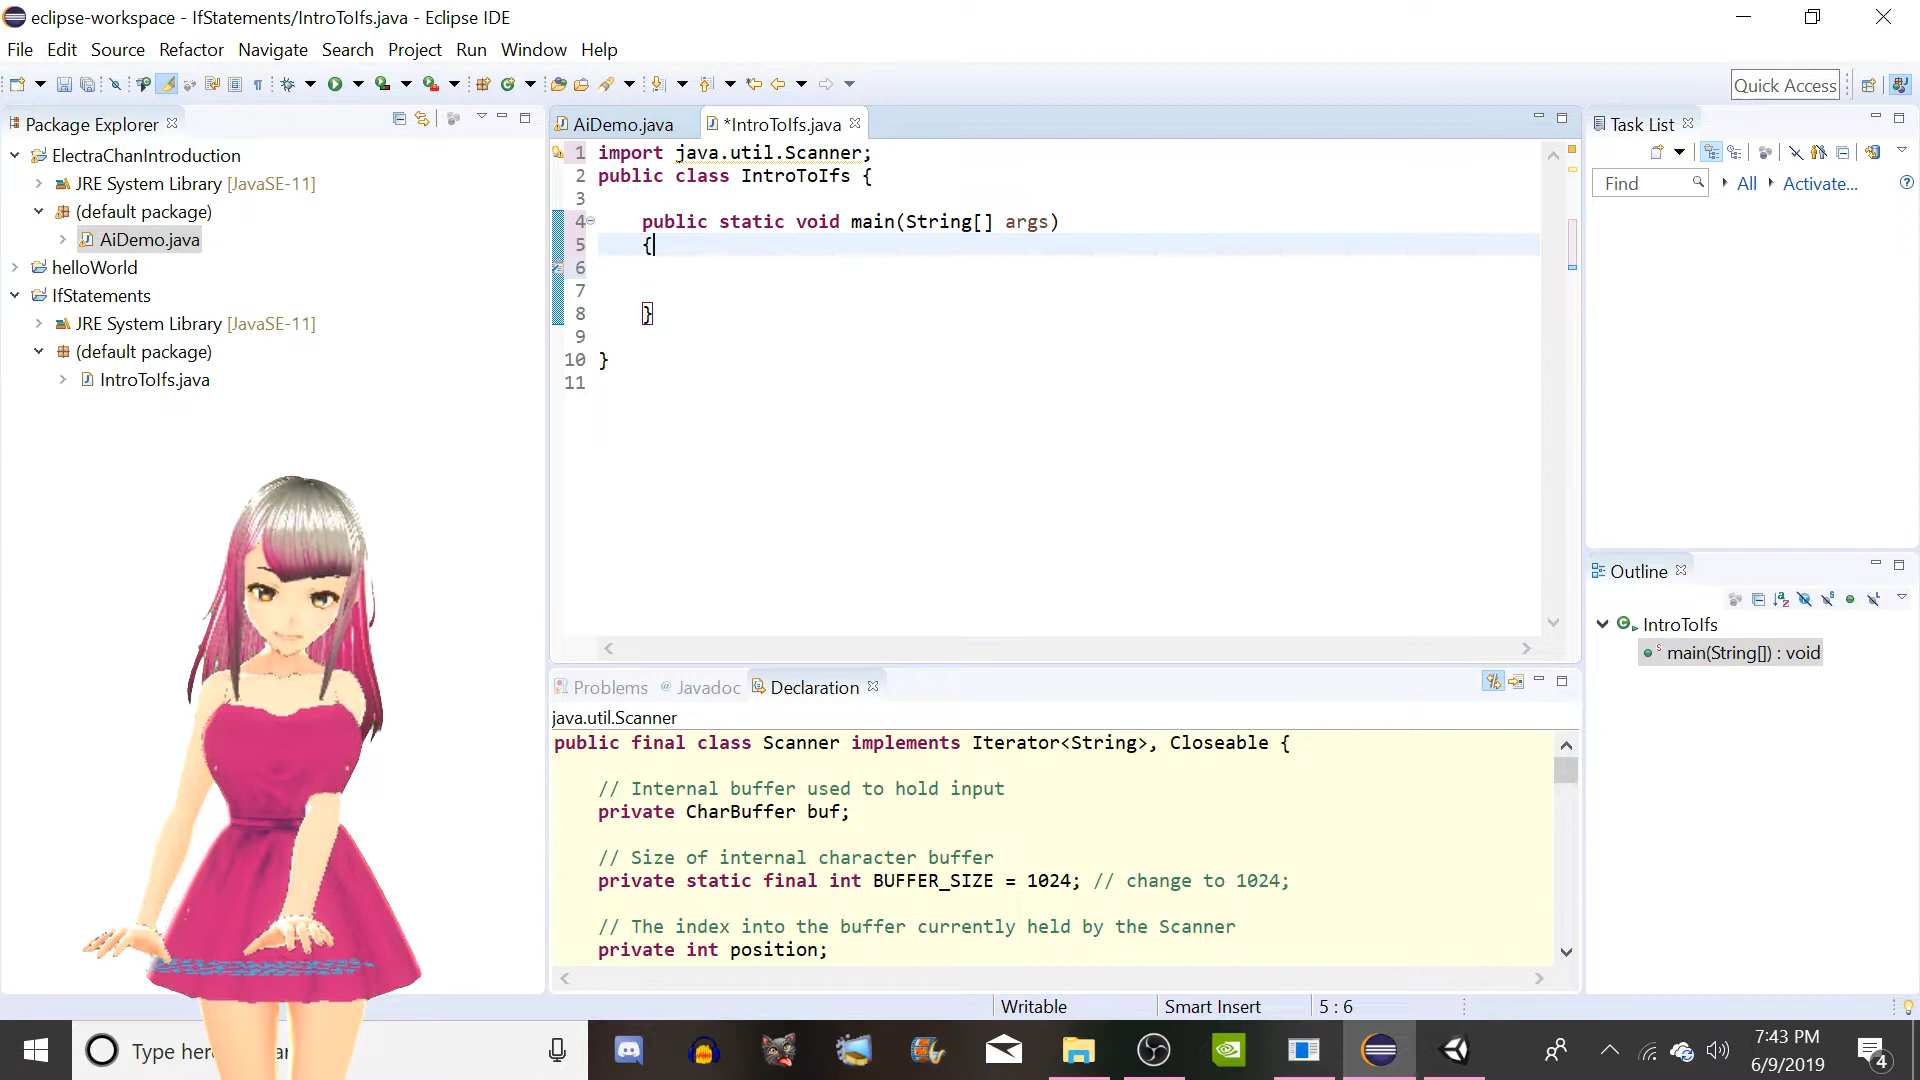 eclipse-workspace - IfStatements/IntroToIfs.java - Eclipse IDE
File Edit Source Refactor Navigate Search Project Run Window Help
Quick Access
Package Explorer
ElectraChanIntroduction
JRE System Library [JavaSE-11]
(default package)
AiDemo.java
helloWorld
IfStatements
JRE System Library [JavaSE-11]
(default package)
IntroToIfs.java
AiDemo.java
*IntroToIfs.java
1 import java.util.Scanner;
2 public class IntroToIfs {
3
4 public static void main(String[] args)
5 {
6
7
8 }
9
10 }
11
Task List
Find
All
Activate...
Outline
IntroToIfs
main(String[]) : void
Problems @ Javadoc Declaration
java.util.Scanner
public final class Scanner implements Iterator<String>, Closeable {
// Internal buffer used to hold input
private CharBuffer buf;
// Size of internal character buffer
private static final int BUFFER_SIZE = 1024; // change to 1024;
// The index into the buffer currently held by the Scanner
private int position;
Writable
Smart Insert
5 : 6
Type
7:43 PM
6/9/2019
4